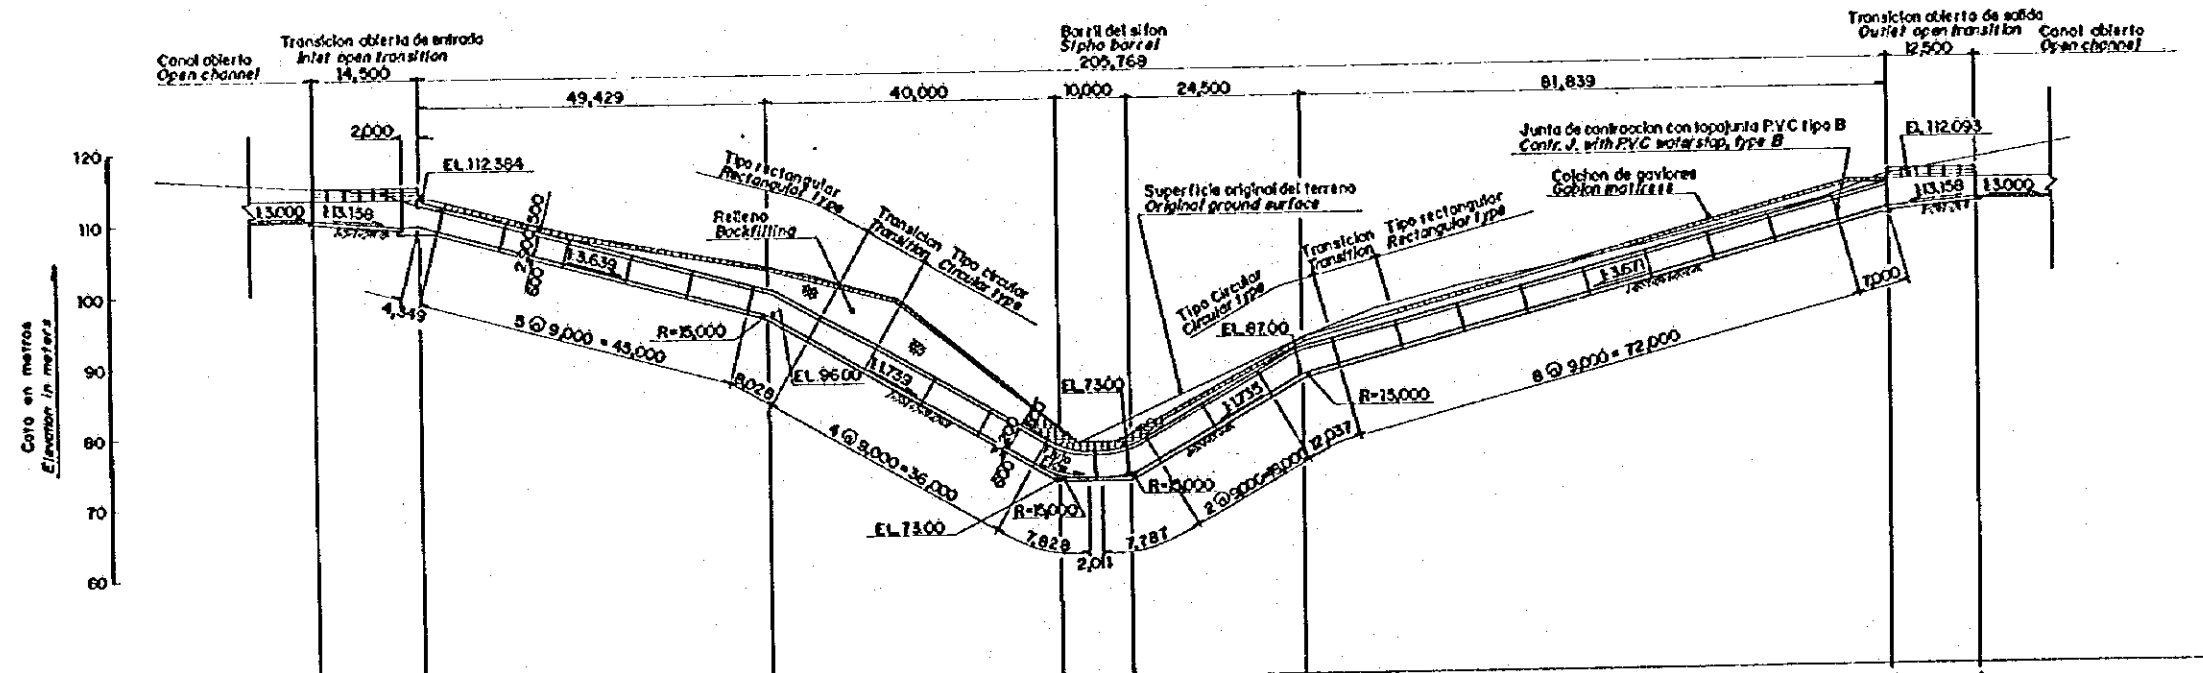 Canal abierto
Open channel
Transicion abierta de entrada
Inlet open transition
14,500
Barril del sifon
Sipho barrel
205,768
Transicion abierta de salida
Outlet open transition
12,500
Canal abierto
Open channel
49,429
40,000
10,000
24,500
81,839
2,000
EL.112.384
Tipo rectangular
Rectangular type
Relleno
Backfilling
Transicion
Transition
Tipo circular
Circular type
Superficie original del terreno
Original ground surface
Junta de contraccion con tapajunta P.V.C tipo B
Contr. J. with P.V.C water stop, type B
Colchon de gaviones
Gabion mattress
EL.112.093
Tipo Circular
Circular type
Transicion
Transition
Tipo rectangular
Rectangular type
120
110
100
90
80
70
60
Cota en metros
Elevation in meters
1:3.000
1:13.158
1:3.639
1:1.739
1:1.735
1:3.671
1:13.158
1:3.000
4,349
5 @ 9,000 = 45,000
R=15,000
8,028
EL.96.00
4 @ 9,000 = 36,000
EL.73.00
R=15,000
7,828
2,011
7,787
EL.73.00
R=15,000
2 @ 9,000=18,000
12,037
EL.87.00
R=25,000
8 @ 9,000 = 72,000
7,000